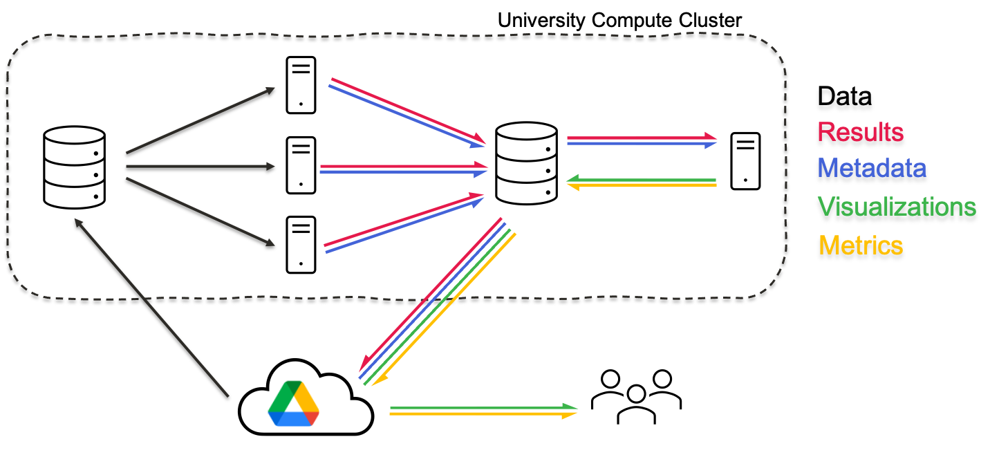 University Compute Cluster
Data
Results
Metadata
Visualizations
Metrics